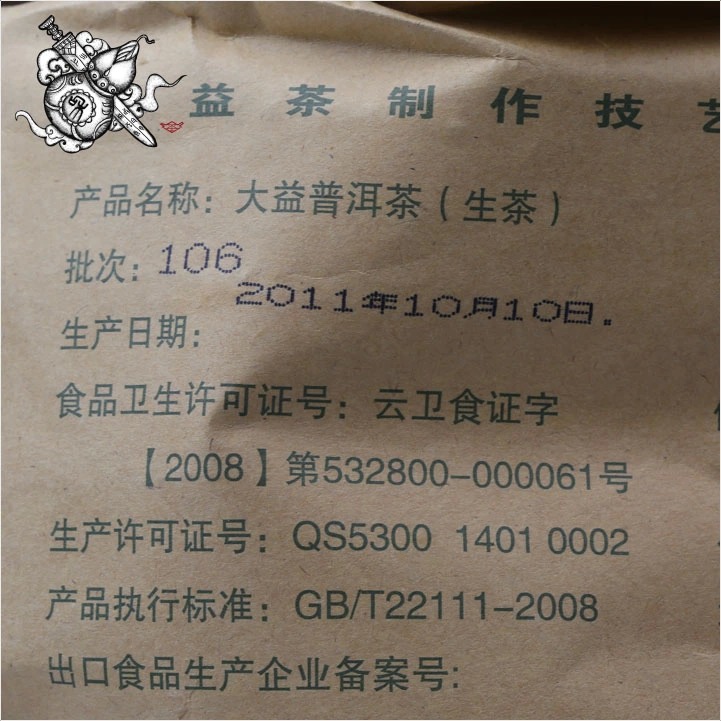 益茶制作技艺
产品名称：大益普洱茶（生茶）
批次：106
2011年10月10日.
生产日期：
食品卫生许可证号：云卫食证字
【2008】第532800-000061号
生产许可证号：QS5300 1401 0002
产品执行标准：GB/T22111-2008
出口食品生产企业备案号: